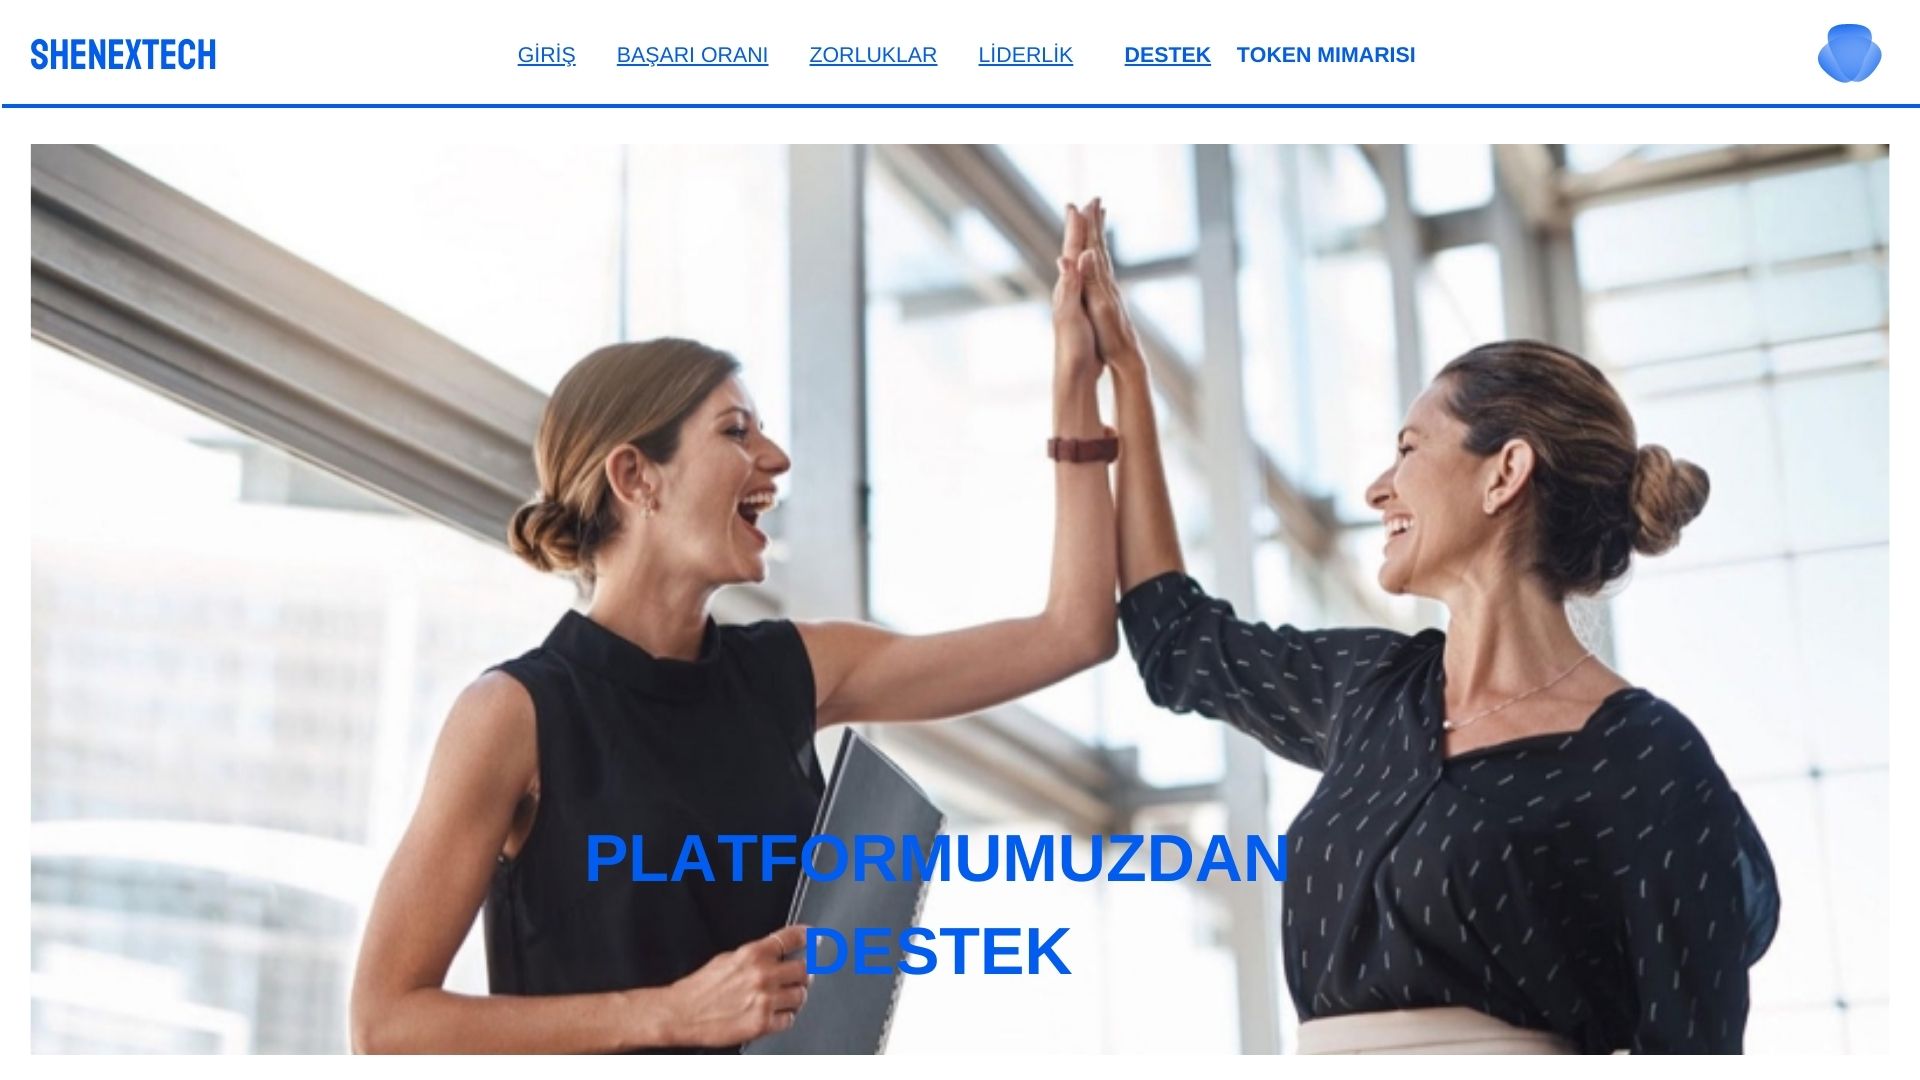 SHENEXTECH
GİRİŞ BAŞARI ORANI ZORLUKLAR LİDERLİK DESTEK TOKEN MIMARISI
PLATFORMUMUZDAN
DESTEK